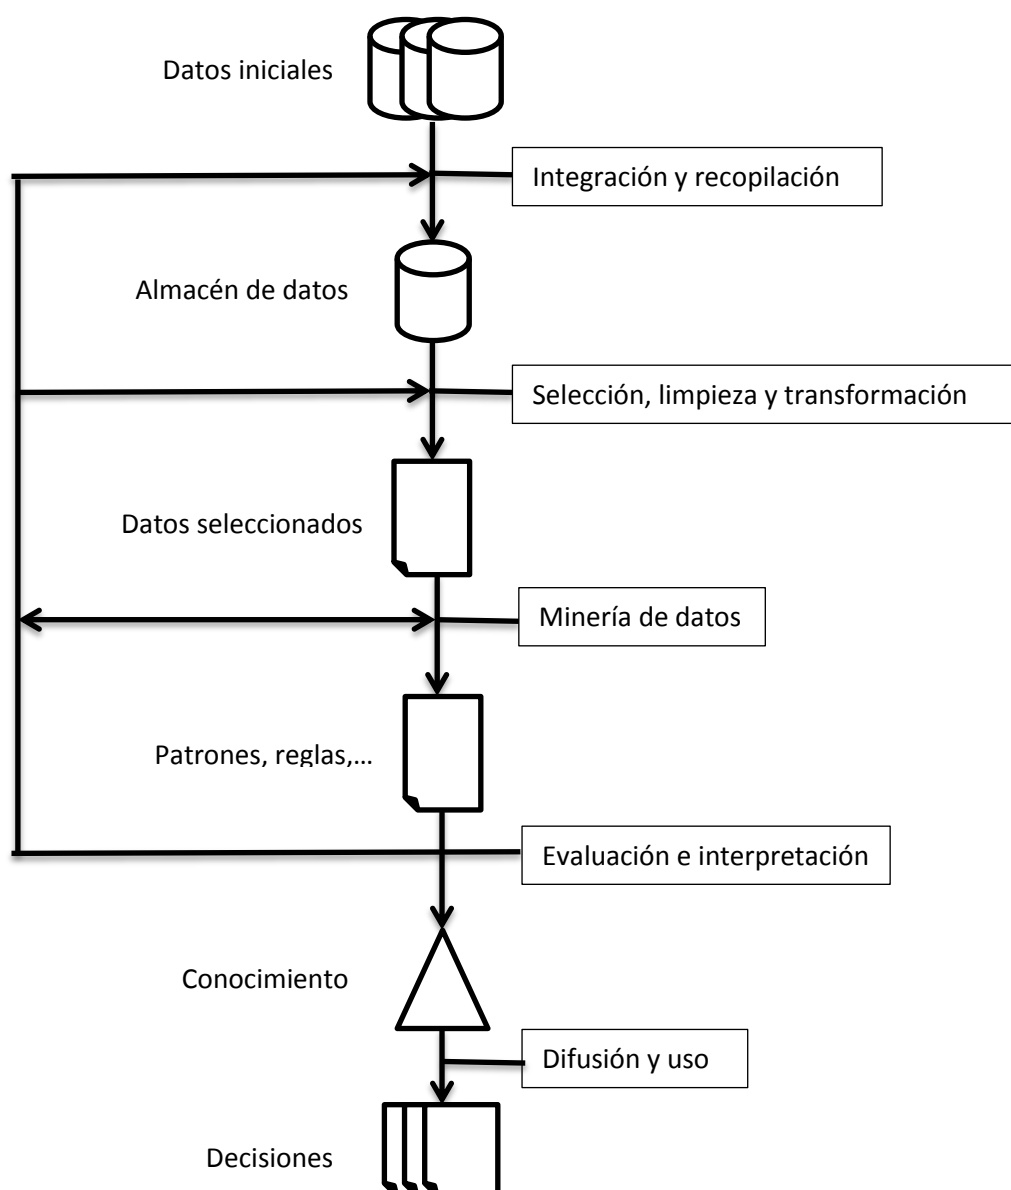 Datos iniciales
Integración y recopilación
Almacén de datos
Selección, limpieza y transformación
Datos seleccionados
Minería de datos
Patrones, reglas,...
Evaluación e interpretación
Conocimiento
Difusión y uso
Decisiones